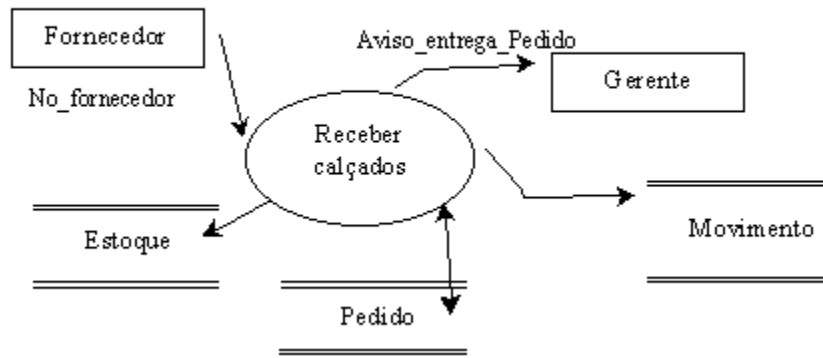 Fornecedor
Aviso_entrega_Pedido
Gerente
No_fornecedor
Receber
calçados
Estoque
Movimento
Pedido